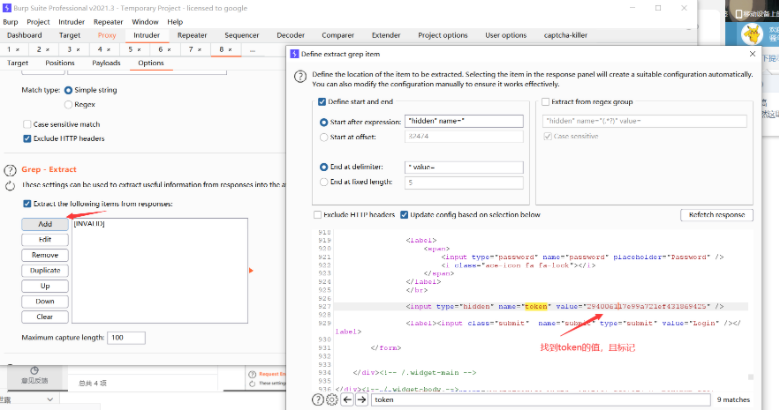 Burp Suite Professional v2021.3 - Temporary Project - licensed to google
Burp Project Intruder Repeater Window Help
Dashboard Target Proxy Intruder Repeater Sequencer Decoder Comparer Extender Project options User options captcha-killer
1 × 2 × 3 × 4 × 5 × 6 × 7 × 8 × ...
Target Positions Payloads Options
Match type: Simple string
Regex
Case sensitive match
Exclude HTTP headers
Grep - Extract
These settings can be used to extract useful information from responses into the a
Extract the following items from responses:
Add
[INVALID]
Edit
Remove
Duplicate
Up
Down
Clear
Maximum capture length: 100
意见反馈
总共 4 项
Define extract grep item
Define the location of the item to be extracted. Selecting the item in the response panel will create a suitable configuration automatically.
You can also modify the configuration manually to ensure it works effectively.
Define start and end
Extract from regex group
Start after expression: "hidden" name="
"hidden" name="(.*?)" value=
Start at offset: 32474
Case sensitive
End at delimiter: " value=
End at fixed length: 5
Exclude HTTP headers Update config based on selection below
Refetch response
918
919 <label>
920 <span>
921 <input type="password" name="password" placeholder="Password" />
922 <i class="ace-icon fa fa-lock"></i>
923 </span>
924 </label>
925 </br>
926
927 <input type="hidden" name="token"
928
929 <label><input class="submit" name="submit" type="submit" value="Login" /></
label>
930
931 </form>
932
933
934 </div><!-- /.widget-main -->
935
936 </div><!-- /.widget-body -->
找到token的值，且标记
token
9 matches